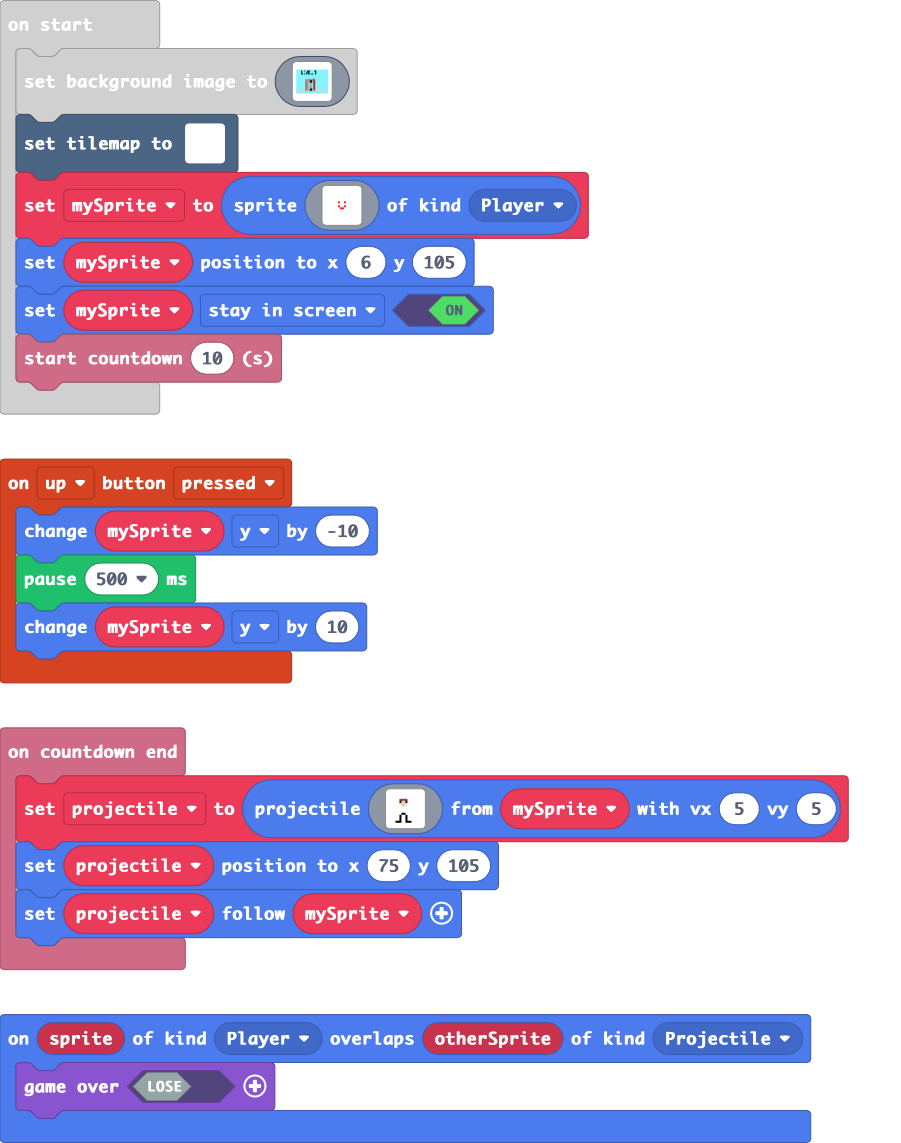 on start
set background image to LVL.1
set tilemap to
set mySprite to sprite of kind Player
set mySprite position to x 6 y 105
set mySprite stay in screen ON
start countdown 10 (s)
on up button pressed
change mySprite y by -10
pause 500 ms
change mySprite y by 10
on countdown end
set projectile to projectile from mySprite with vx 5 vy 5
set projectile position to x 75 y 105
set projectile follow mySprite
on sprite of kind Player overlaps otherSprite of kind Projectile
game over LOSE